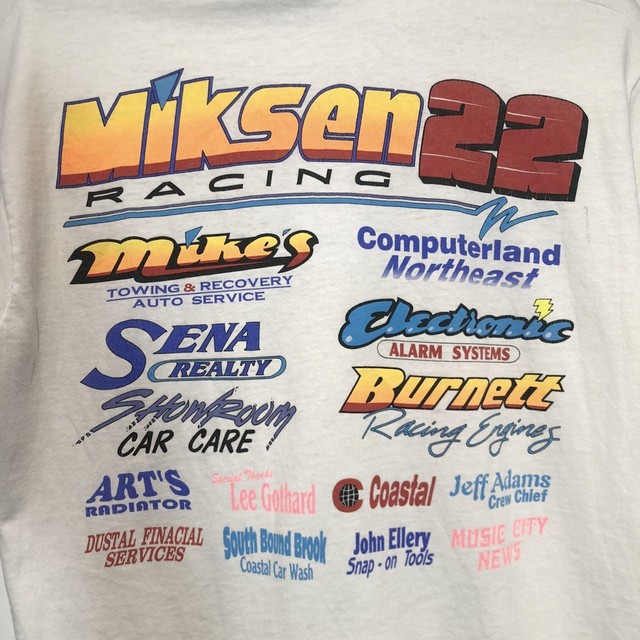 Miksen 22
RACING
mike's
TOWING & RECOVERY
AUTO SERVICE
Computerland
Northeast
SENA
REALTY
Electronic
ALARM SYSTEMS
SHOWROOM
CAR CARE
Burnett
Racing Engines
ART'S
RADIATOR
Special Thanks
Lee Gothard
Coastal
Jeff Adams
Crew Chief
DUSTAL FINACIAL
SERVICES
South Bound Brook
Coastal Car Wash
John Ellery
Snap-on Tools
MUSIC CITY
NEWS